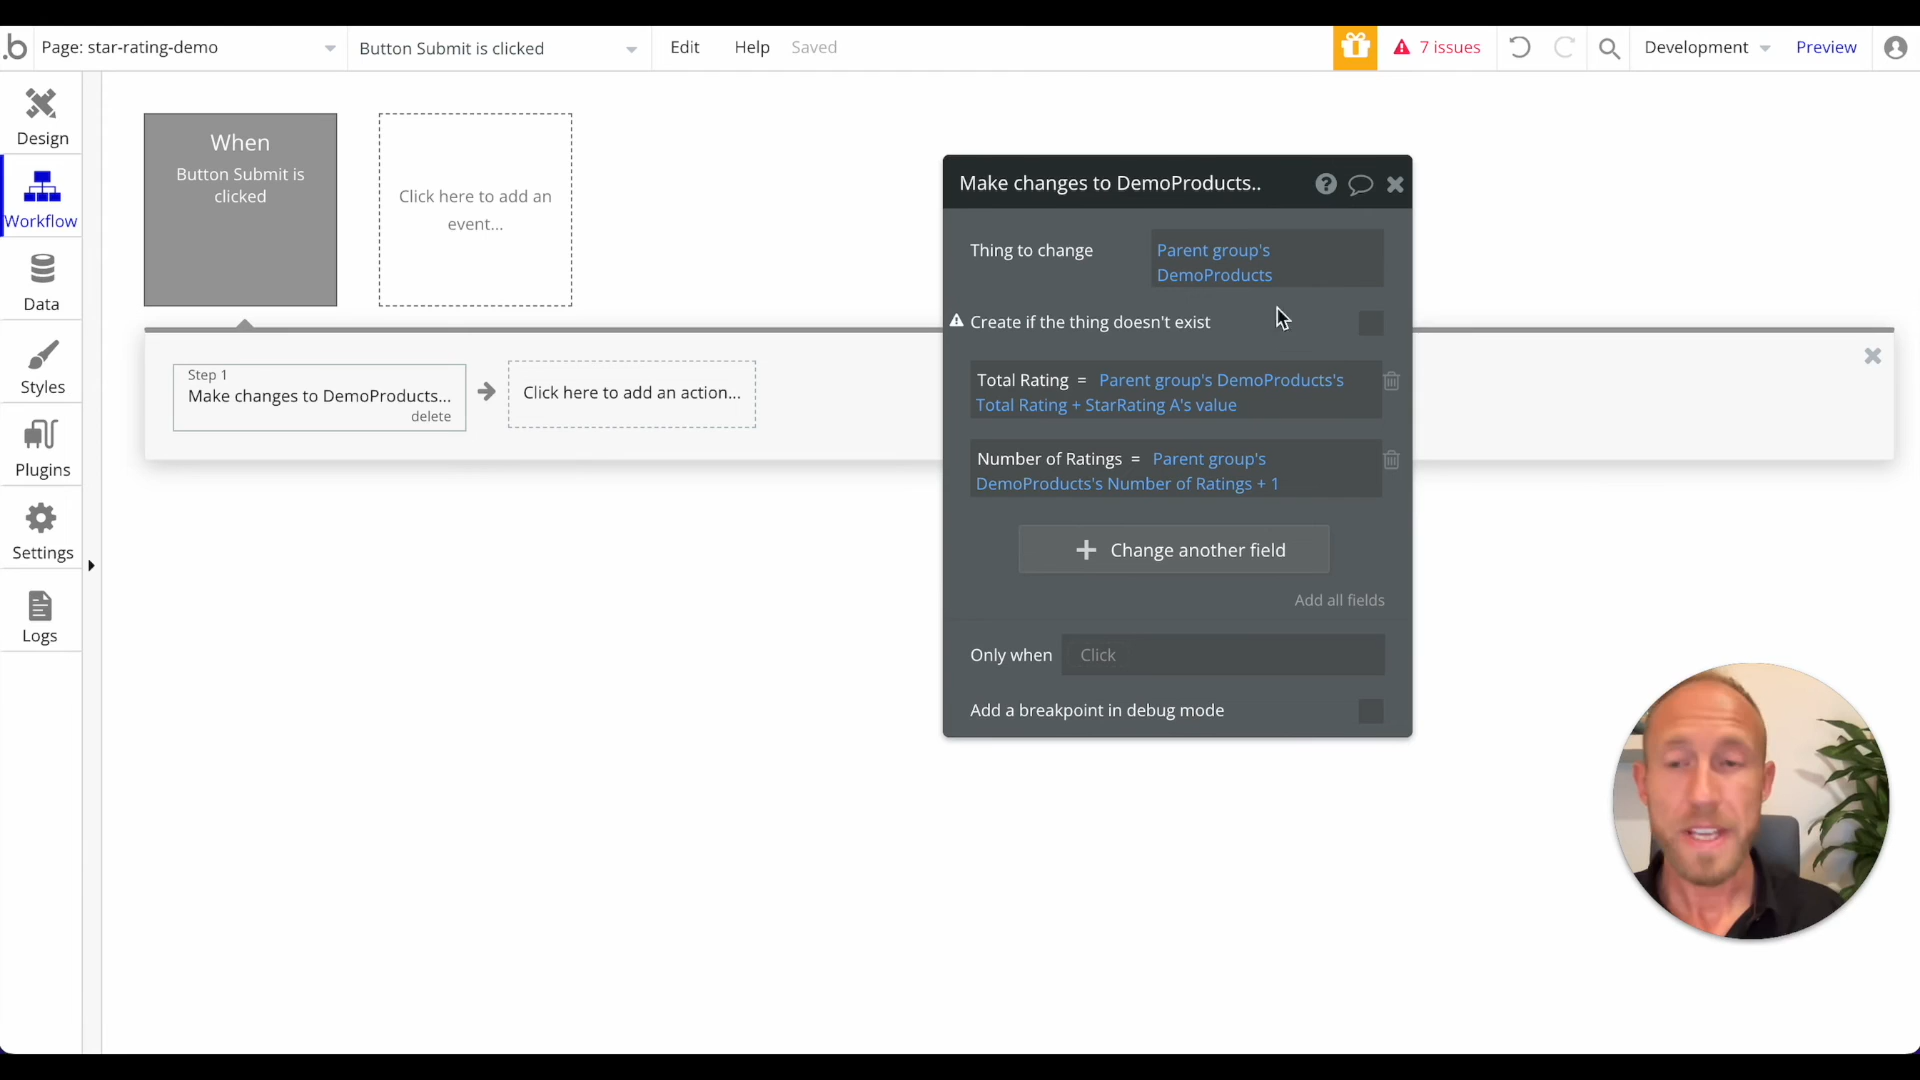 Page: star-rating-demo
Button Submit is clicked
Edit
Help
Saved
7 issues
Development
Preview
Design
Workflow
Data
Styles
Plugins
Settings
Logs
When
Button Submit is
clicked
Click here to add an
event...
Step 1
Make changes to DemoProducts...
delete
Click here to add an action...
Make changes to DemoProducts..
Thing to change
Parent group's
DemoProducts
Create if the thing doesn't exist
Total Rating = Parent group's DemoProducts's
Total Rating + StarRating A's value
Number of Ratings = Parent group's
DemoProducts's Number of Ratings + 1
Change another field
Add all fields
Only when
Click
Add a breakpoint in debug mode